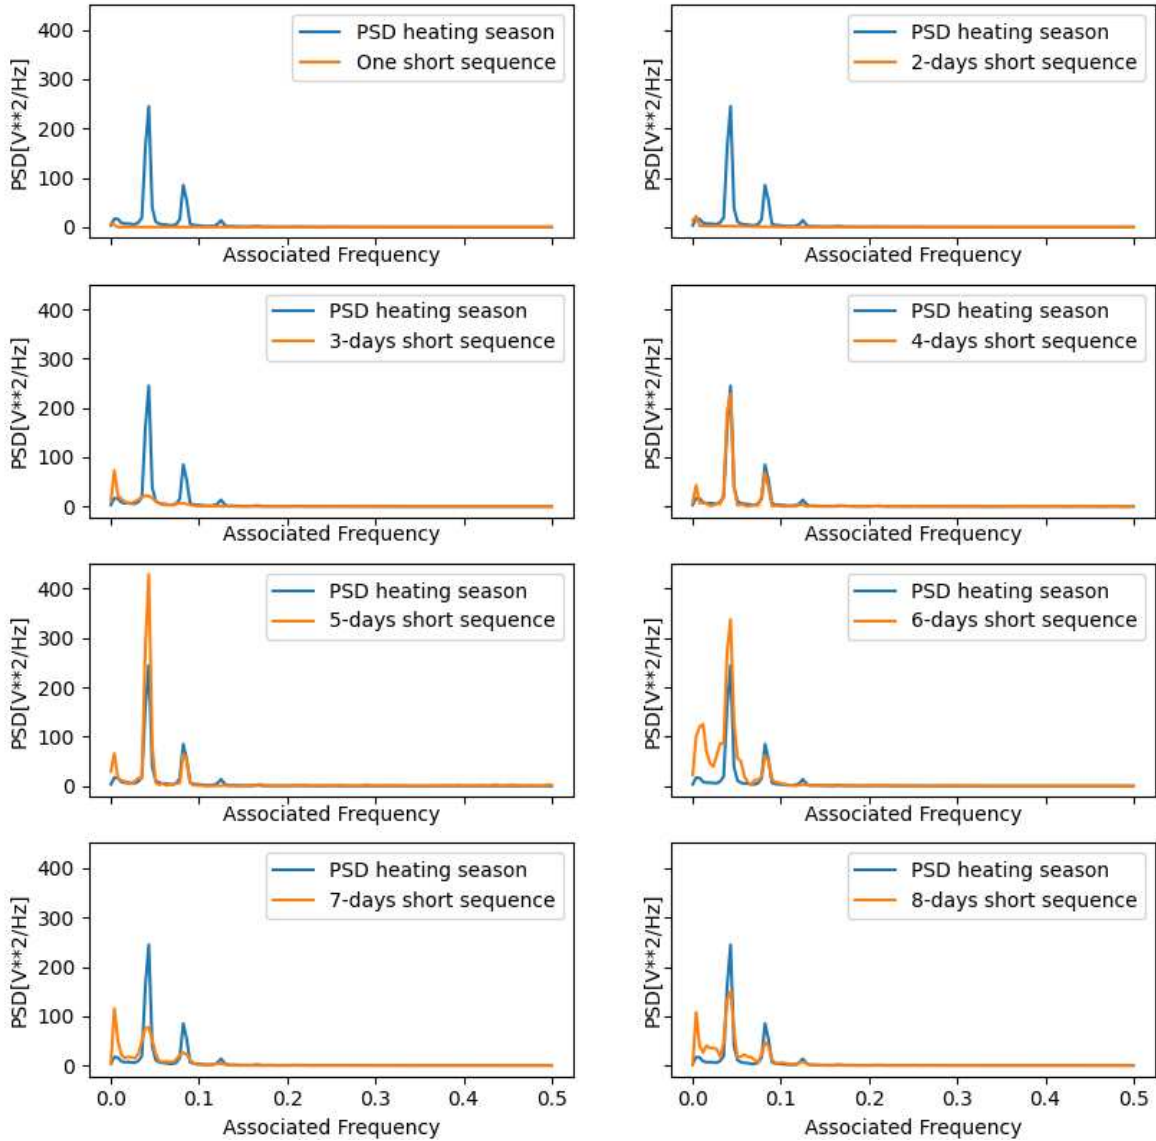 PSD[V**2/Hz]
400
300
200
100
0
PSD heating season
One short sequence
Associated Frequency
PSD[V**2/Hz]
PSD heating season
2-days short sequence
Associated Frequency
PSD[V**2/Hz]
400
300
200
100
0
PSD heating season
3-days short sequence
Associated Frequency
PSD[V**2/Hz]
PSD heating season
4-days short sequence
Associated Frequency
PSD[V**2/Hz]
400
300
200
100
0
PSD heating season
5-days short sequence
Associated Frequency
PSD[V**2/Hz]
PSD heating season
6-days short sequence
Associated Frequency
PSD[V**2/Hz]
400
300
200
100
0
PSD heating season
7-days short sequence
0.0 0.1 0.2 0.3 0.4 0.5
Associated Frequency
PSD[V**2/Hz]
PSD heating season
8-days short sequence
0.0 0.1 0.2 0.3 0.4 0.5
Associated Frequency